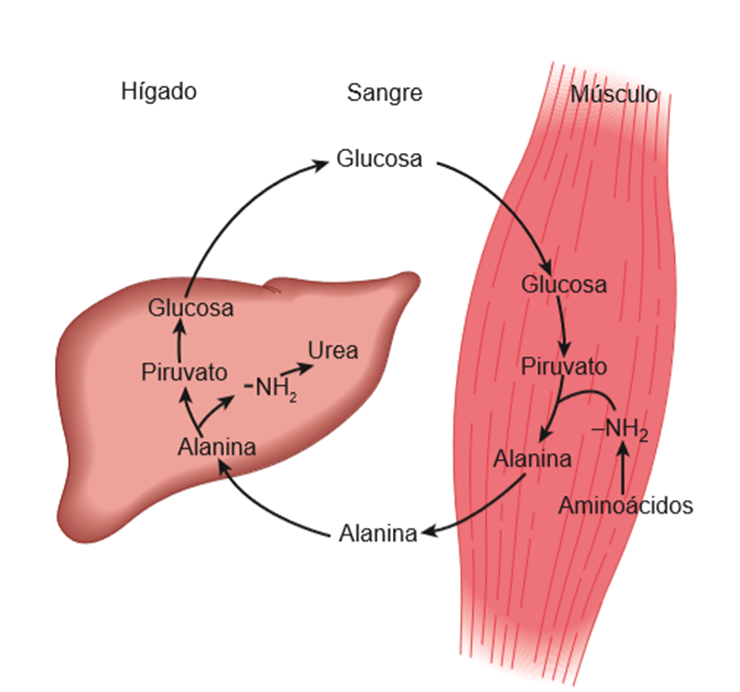 Hígado
Sangre
Músculo
Glucosa
Glucosa
Glucosa
Piruvato
-NH2
Urea
Alanina
Piruvato
–NH2
Alanina
Aminoácidos
Alanina